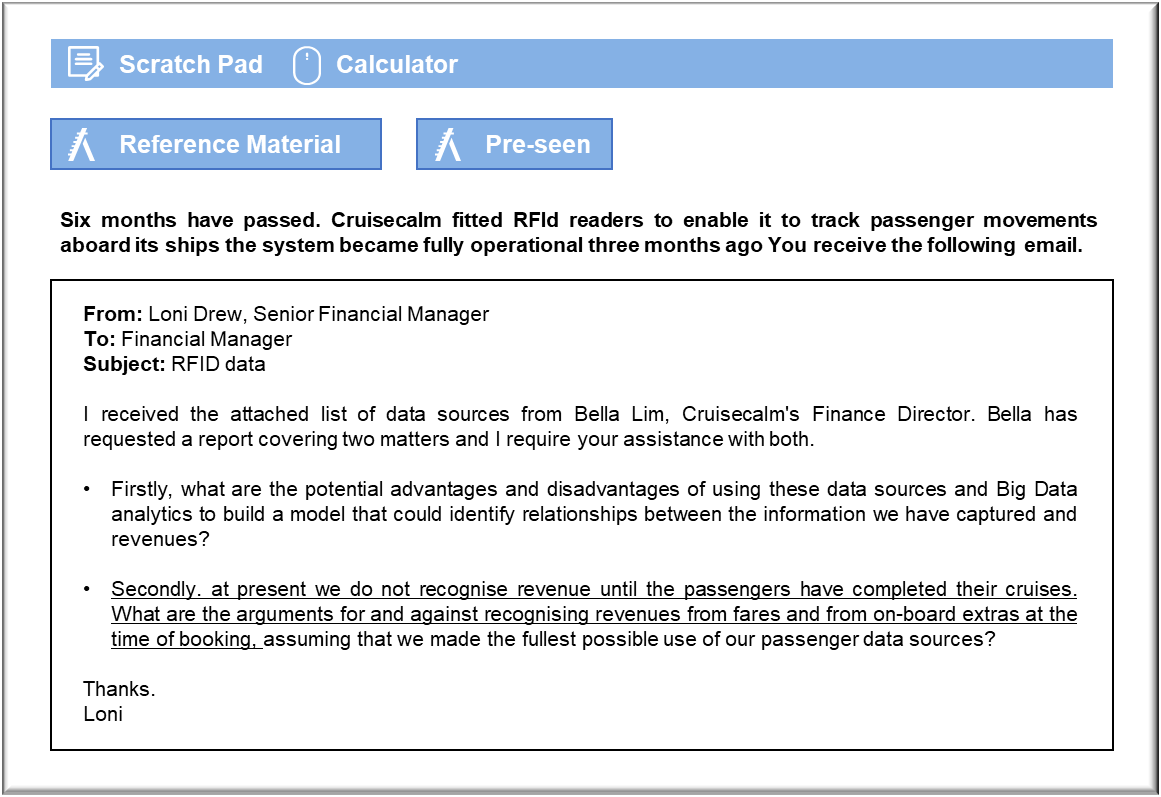 Scratch Pad Calculator
Reference Material Pre-seen
Six months have passed. Cruisecalm fitted RFId readers to enable it to track passenger movements
aboard its ships the system became fully operational three months ago You receive the following email.
From: Loni Drew, Senior Financial Manager
To: Financial Manager
Subject: RFID data
I received the attached list of data sources from Bella Lim, Cruisecalm's Finance Director. Bella has
requested a report covering two matters and I require your assistance with both.
• Firstly, what are the potential advantages and disadvantages of using these data sources and Big Data
analytics to build a model that could identify relationships between the information we have captured and
revenues?
• Secondly. at present we do not recognise revenue until the passengers have completed their cruises.
What are the arguments for and against recognising revenues from fares and from on-board extras at the
time of booking, assuming that we made the fullest possible use of our passenger data sources?
Thanks.
Loni